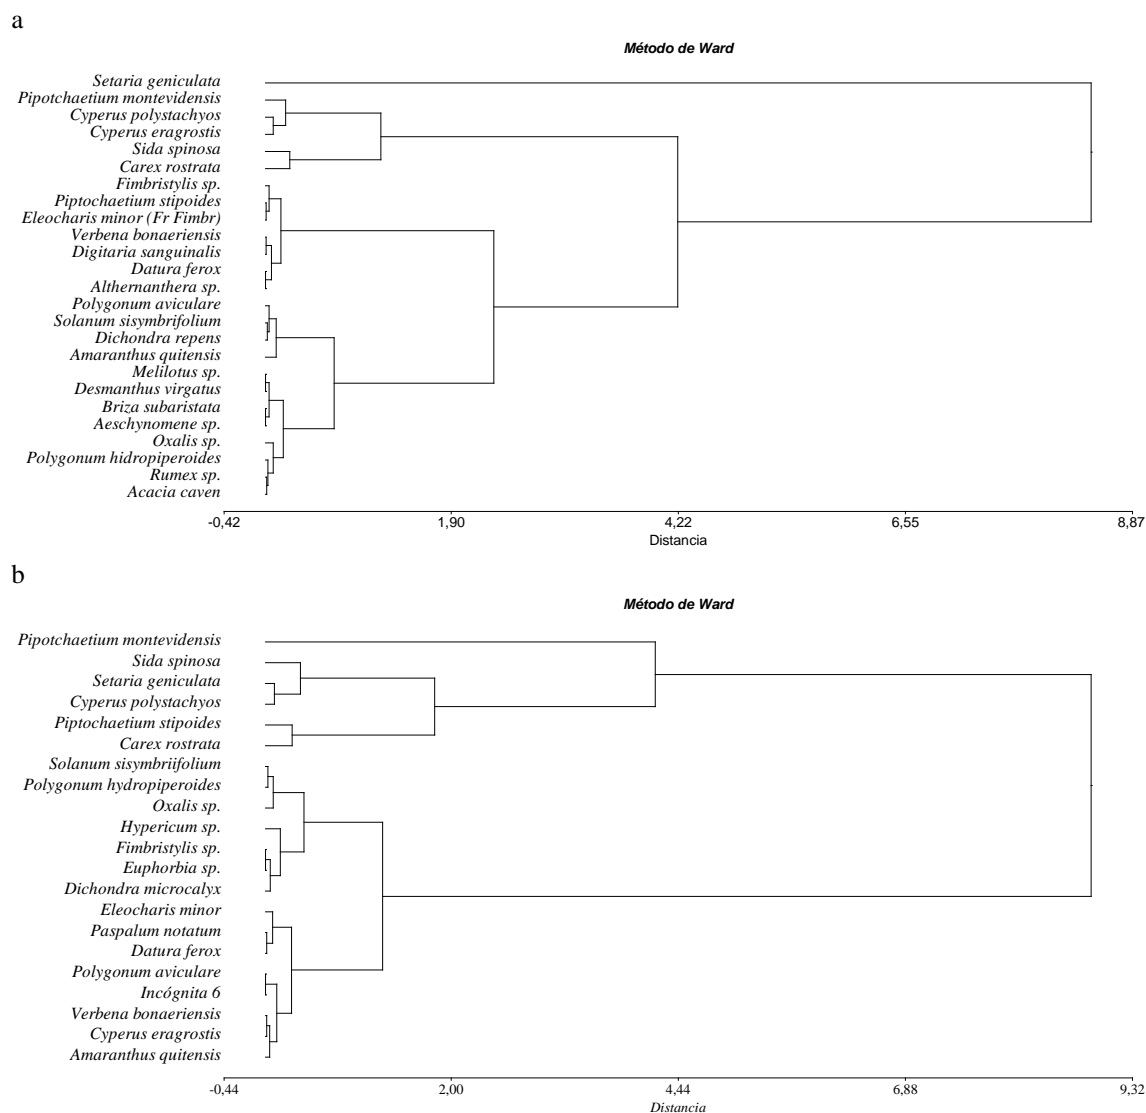 a
Método de Ward
Setaria geniculata
Pipotchaetium montevidensis
Cyperus polystachyos
Cyperus eragrostis
Sida spinosa
Carex rostrata
Fimbristylis sp.
Piptochaetium stipoides
Eleocharis minor (Fr Fimbr)
Verbena bonaeriensis
Digitaria sanguinalis
Datura ferox
Althernanthera sp.
Polygonum aviculare
Solanum sisymbrifolium
Dichondra repens
Amaranthus quitensis
Melilotus sp.
Desmanthus virgatus
Briza subaristata
Aeschynomene sp.
Oxalis sp.
Polygonum hidropiperoides
Rumex sp.
Acacia caven
-0,42 1,90 4,22 6,55 8,87
Distancia
b
Método de Ward
Pipotchaetium montevidensis
Sida spinosa
Setaria geniculata
Cyperus polystachyos
Piptochaetium stipoides
Carex rostrata
Solanum sisymbriifolium
Polygonum hydropiperoides
Oxalis sp.
Hypericum sp.
Fimbristylis sp.
Euphorbia sp.
Dichondra microcalyx
Eleocharis minor
Paspalum notatum
Datura ferox
Polygonum aviculare
Incógnita 6
Verbena bonaeriensis
Cyperus eragrostis
Amaranthus quitensis
-0,44 2,00 4,44 6,88 9,32
Distancia